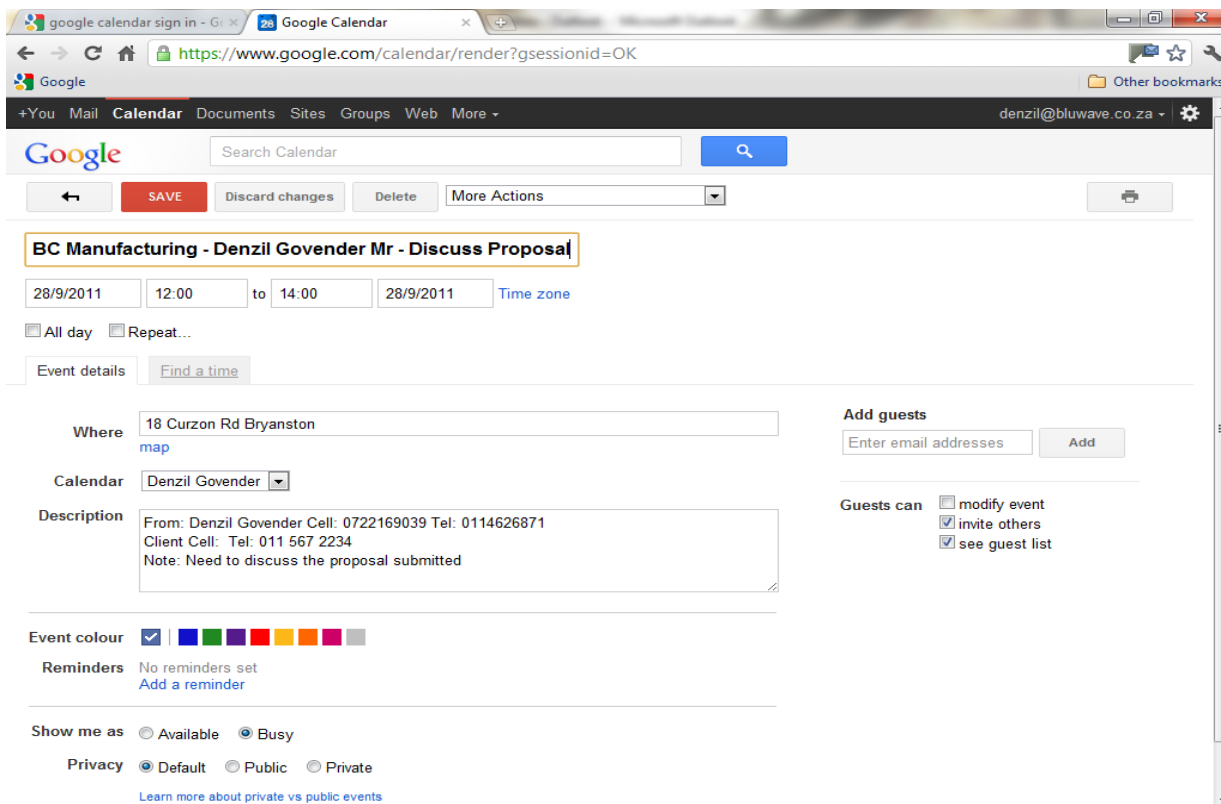 google calendar sign in - G
Google Calendar
https://www.google.com/calendar/render?gsessionid=OK
Google
Other bookmarks
+You Mail Calendar Documents Sites Groups Web More
denzil@bluwave.co.za
Google
Search Calendar
SAVE
Discard changes
Delete
More Actions
BC Manufacturing - Denzil Govender Mr - Discuss Proposal
28/9/2011 12:00 to 14:00 28/9/2011 Time zone
All day Repeat...
Event details Find a time
Where 18 Curzon Rd Bryanston
map
Add guests
Enter email addresses Add
Calendar Denzil Govender
Description From: Denzil Govender Cell: 0722169039 Tel: 0114626871
Client Cell: Tel: 011 567 2234
Note: Need to discuss the proposal submitted
Guests can modify event
invite others
see guest list
Event colour
Reminders No reminders set
Add a reminder
Show me as Available Busy
Privacy Default Public Private
Learn more about private vs public events